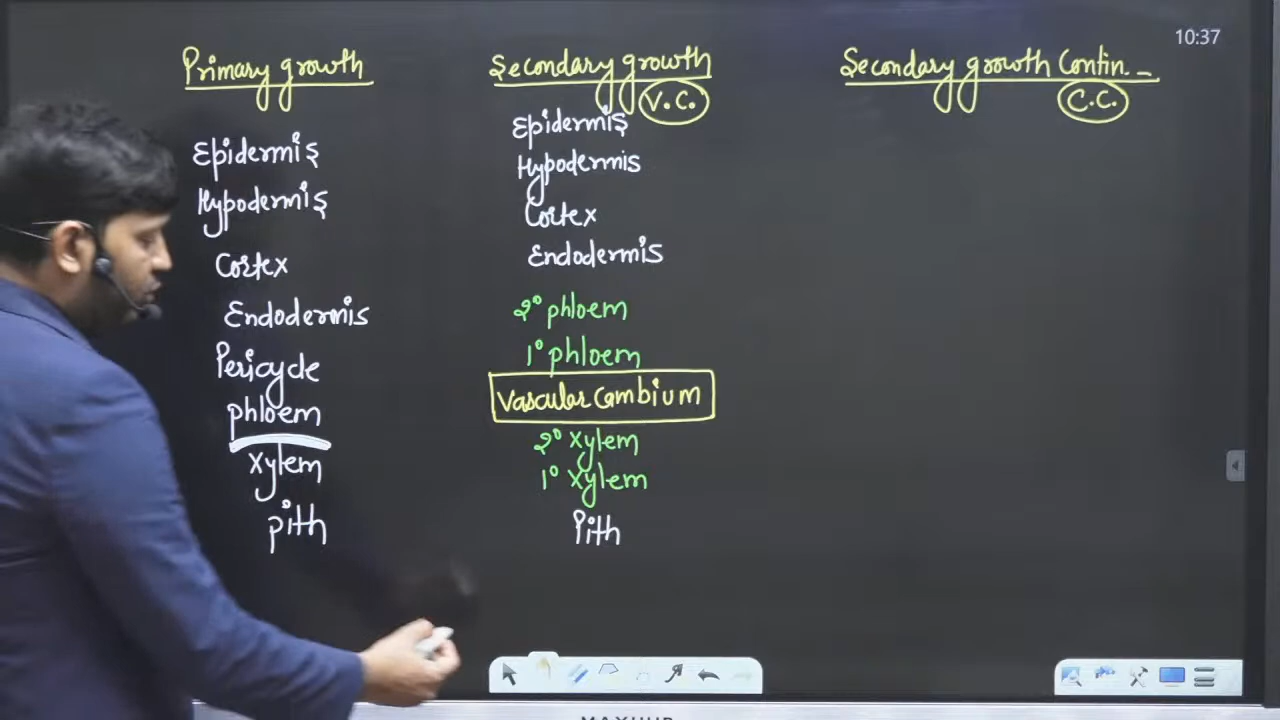 10:37
Primary growth
Epidermis
Hypodermis
Cortex
Endodermis
Pericycle
phloem
xylem
pith
Secondary growth
V.C.
Epidermis
Hypodermis
Cortex
Endodermis
2° phloem
1° phloem
Vascular Cambium
2° xylem
1° xylem
Pith
Secondary growth Contin...
C.C.
MAXHUB